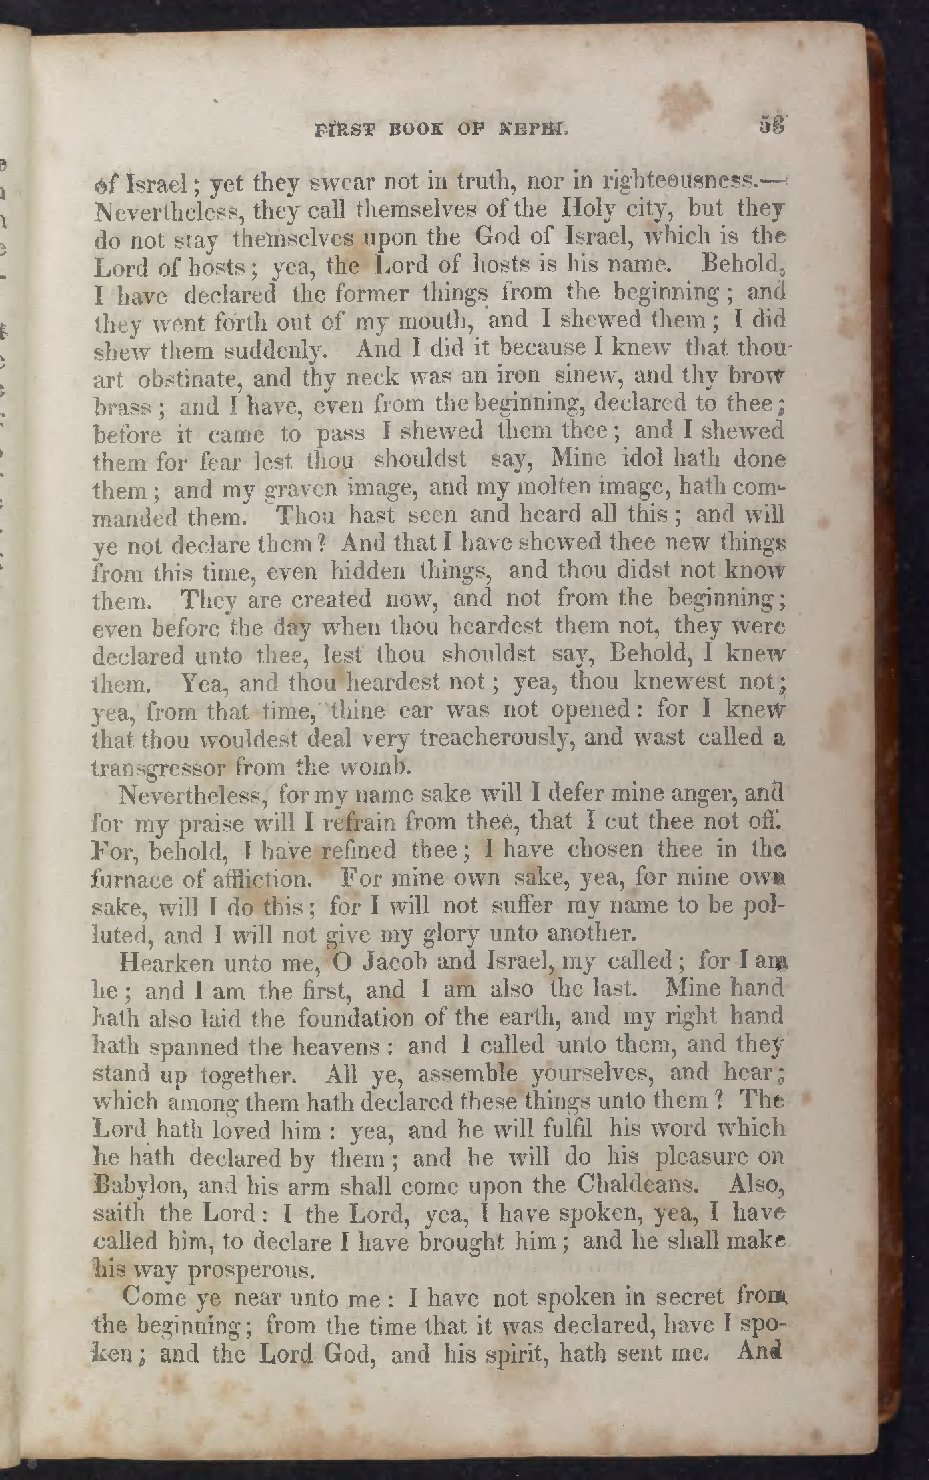 FIRST BOOK OF NEPHI. 53
of Israel; yet they swear not in truth, nor in righteousness.—
Nevertheless, they call themselves of the Holy city, but they
do not stay themselves upon the God of Israel, which is the
Lord of hosts; yea, the Lord of hosts is his name. Behold,
I have declared the former things from the beginning; and
they went forth out of my mouth, and I shewed them; I did
shew them suddenly. And I did it because I knew that thou
art obstinate, and thy neck was an iron sinew, and thy brow
brass; and I have, even from the beginning, declared to thee;
before it came to pass I shewed them thee; and I shewed
them for fear lest thou shouldst say, Mine idol hath done
them; and my graven image, and my molten image, hath com-
manded them. Thou hast seen and heard all this; and will
ye not declare them? And that I have shewed thee new things
from this time, even hidden things, and thou didst not know
them. They are created now, and not from the beginning;
even before the day when thou heardest them not, they were
declared unto thee, lest thou shouldst say, Behold, I knew
them. Yea, and thou heardest not; yea, thou knewest not;
yea, from that time, thine ear was not opened: for I knew
that thou wouldest deal very treacherously, and wast called a
transgressor from the womb.
Nevertheless, for my name sake will I defer mine anger, and
for my praise will I refrain from thee, that I cut thee not off.
For, behold, I have refined thee; I have chosen thee in the
furnace of affliction. For mine own sake, yea, for mine own
sake, will I do this; for I will not suffer my name to be pol-
luted, and I will not give my glory unto another.
Hearken unto me, O Jacob and Israel, my called; for I am
he; and I am the first, and I am also the last. Mine hand
hath also laid the foundation of the earth, and my right hand
hath spanned the heavens: and I called unto them, and they
stand up together. All ye, assemble yourselves, and hear;
which among them hath declared these things unto them? The
Lord hath loved him: yea, and he will fulfil his word which
he hath declared by them; and he will do his pleasure on
Babylon, and his arm shall come upon the Chaldeans. Also,
saith the Lord: I the Lord, yea, I have spoken, yea, I have
called him, to declare I have brought him; and he shall make
his way prosperous.
Come ye near unto me: I have not spoken in secret from
the beginning; from the time that it was declared, have I spo-
ken; and the Lord God, and his spirit, hath sent me. And